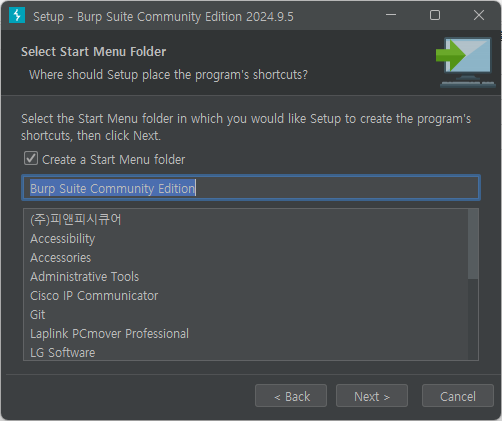 Setup - Burp Suite Community Edition 2024.9.5
Select Start Menu Folder
Where should Setup place the program's shortcuts?
Select the Start Menu folder in which you would like Setup to create the program's
shortcuts, then click Next.
Create a Start Menu folder
Burp Suite Community Edition
(주)피앤피시큐어
Accessibility
Accessories
Administrative Tools
Cisco IP Communicator
Git
Laplink PCmover Professional
LG Software
< Back
Next >
Cancel